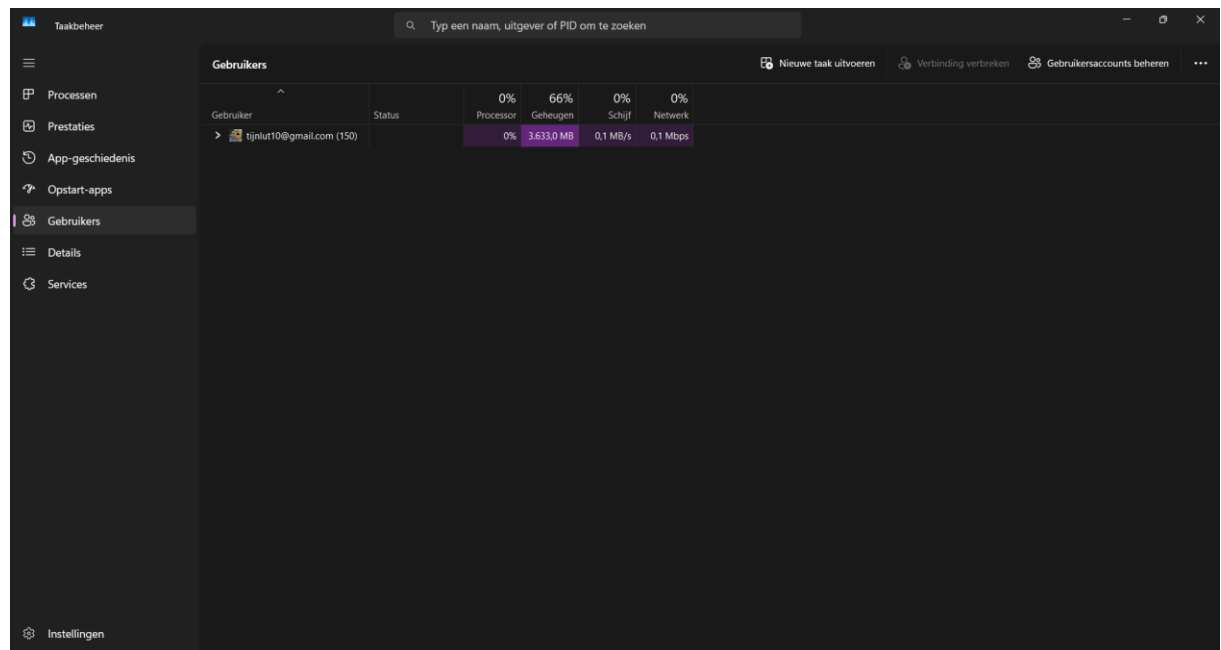 Taakbeheer
Typ een naam, uitgever of PID om te zoeken
Gebruikers
Nieuwe taak uitvoeren
Verbinding verbreken
Gebruikersaccounts beheren
Processen
Prestaties
App-geschiedenis
Opstart-apps
Gebruikers
Details
Services
Instellingen
0% 66% 0% 0%
Gebruiker Status Processor Geheugen Schijf Netwerk
tijnlut10@gmail.com (150) 0% 3.633,0 MB 0,1 MB/s 0,1 Mbps